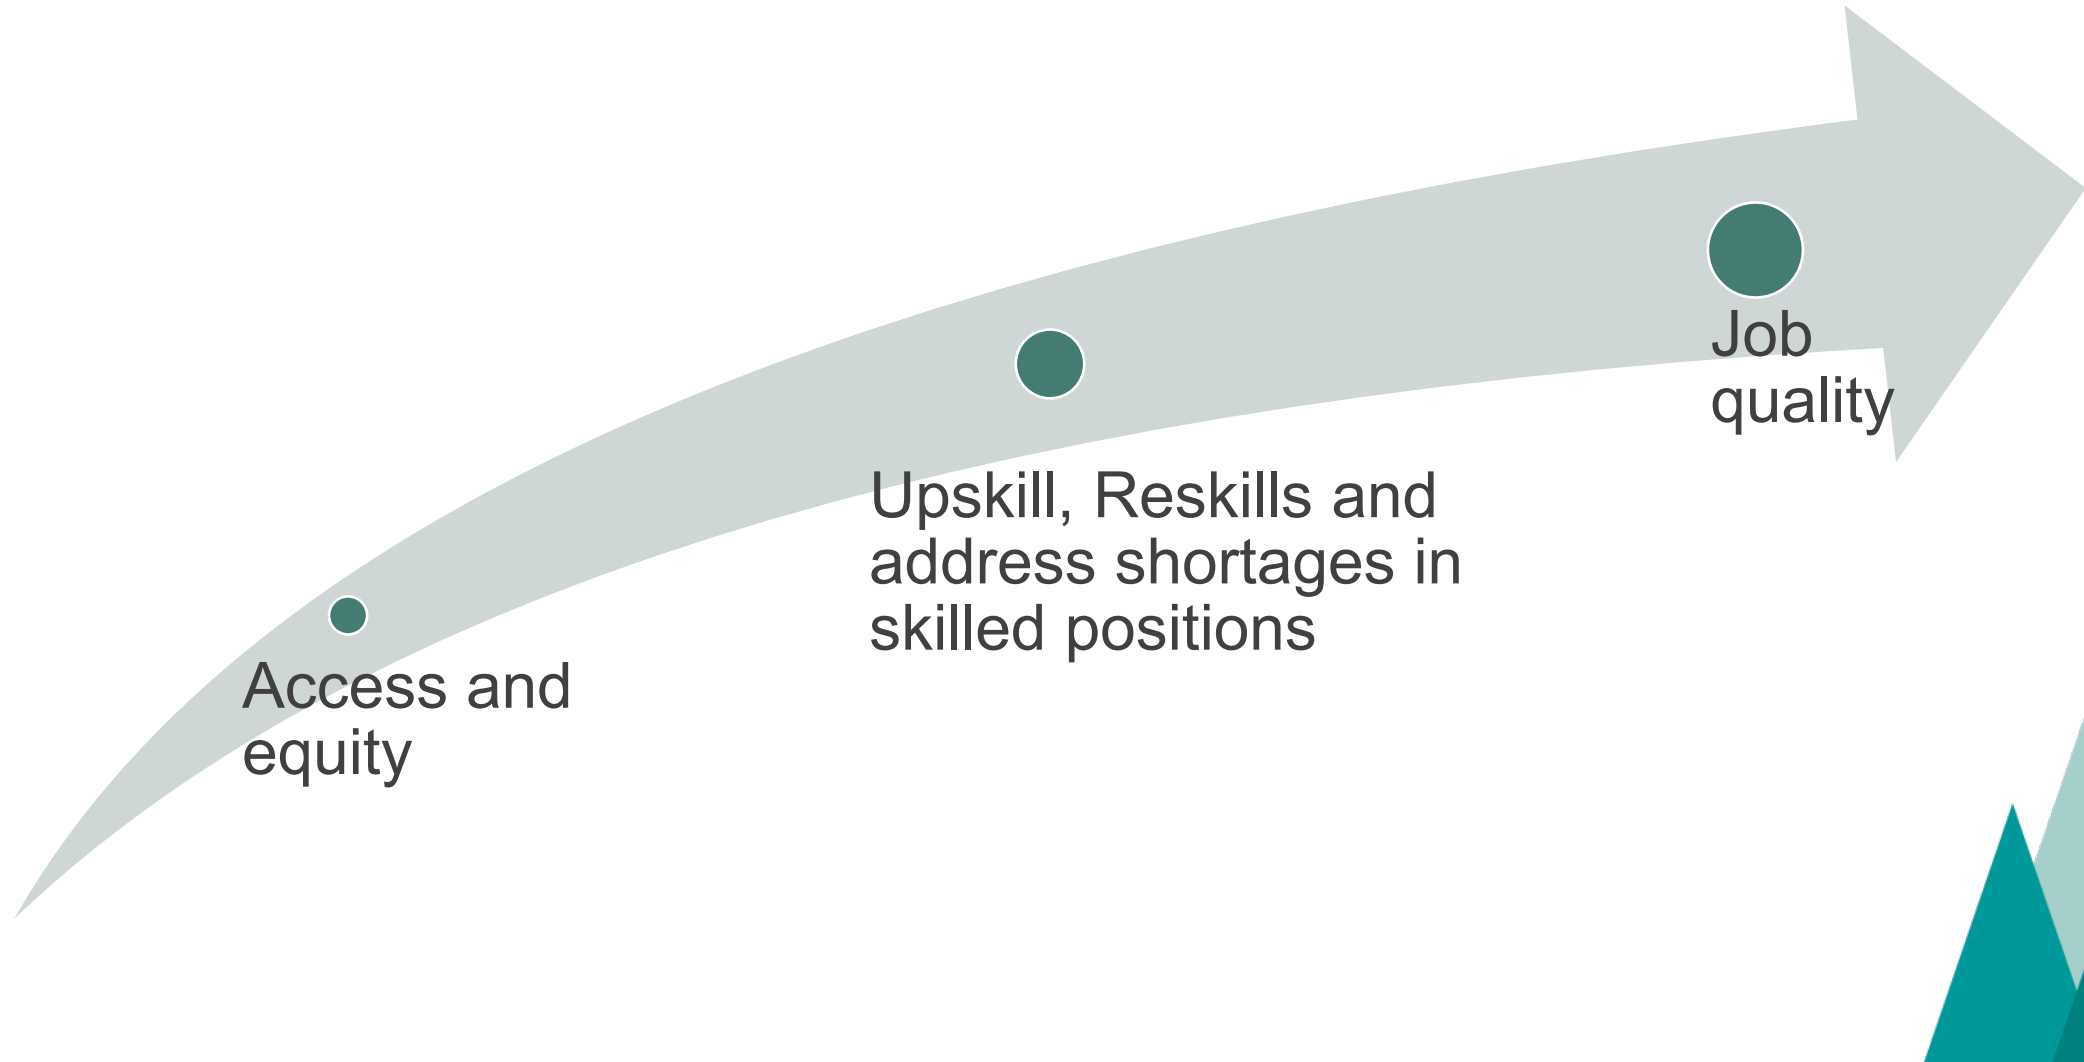 Job
quality
Upskill, Reskills and
address shortages in
skilled positions
Access and
equity